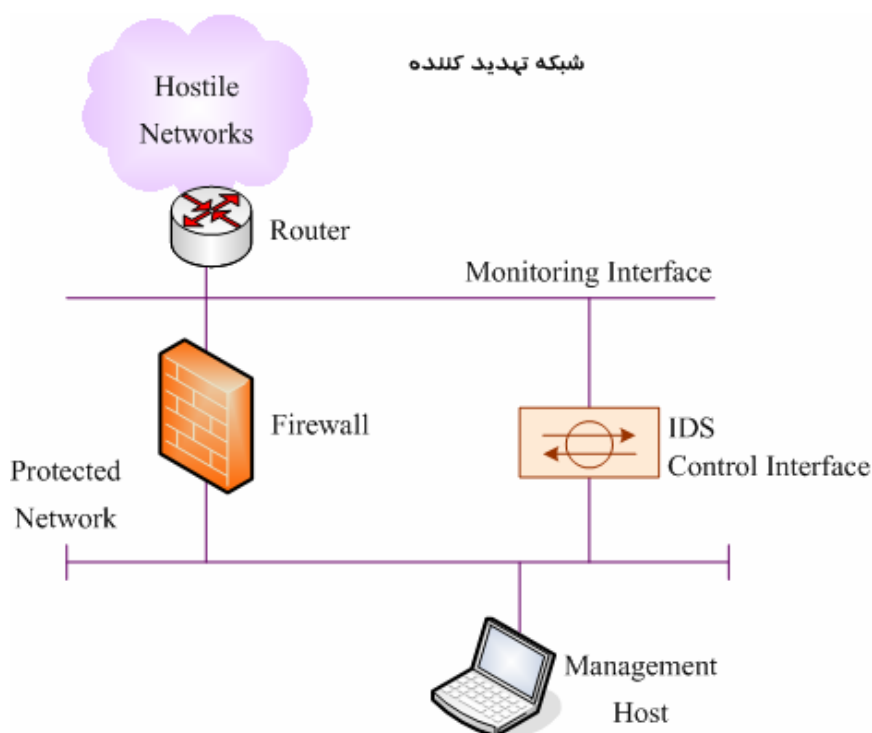 شبکه تهدید کننده
Hostile
Networks
Router
Monitoring Interface
Firewall
IDS
Control Interface
Protected
Network
Management
Host